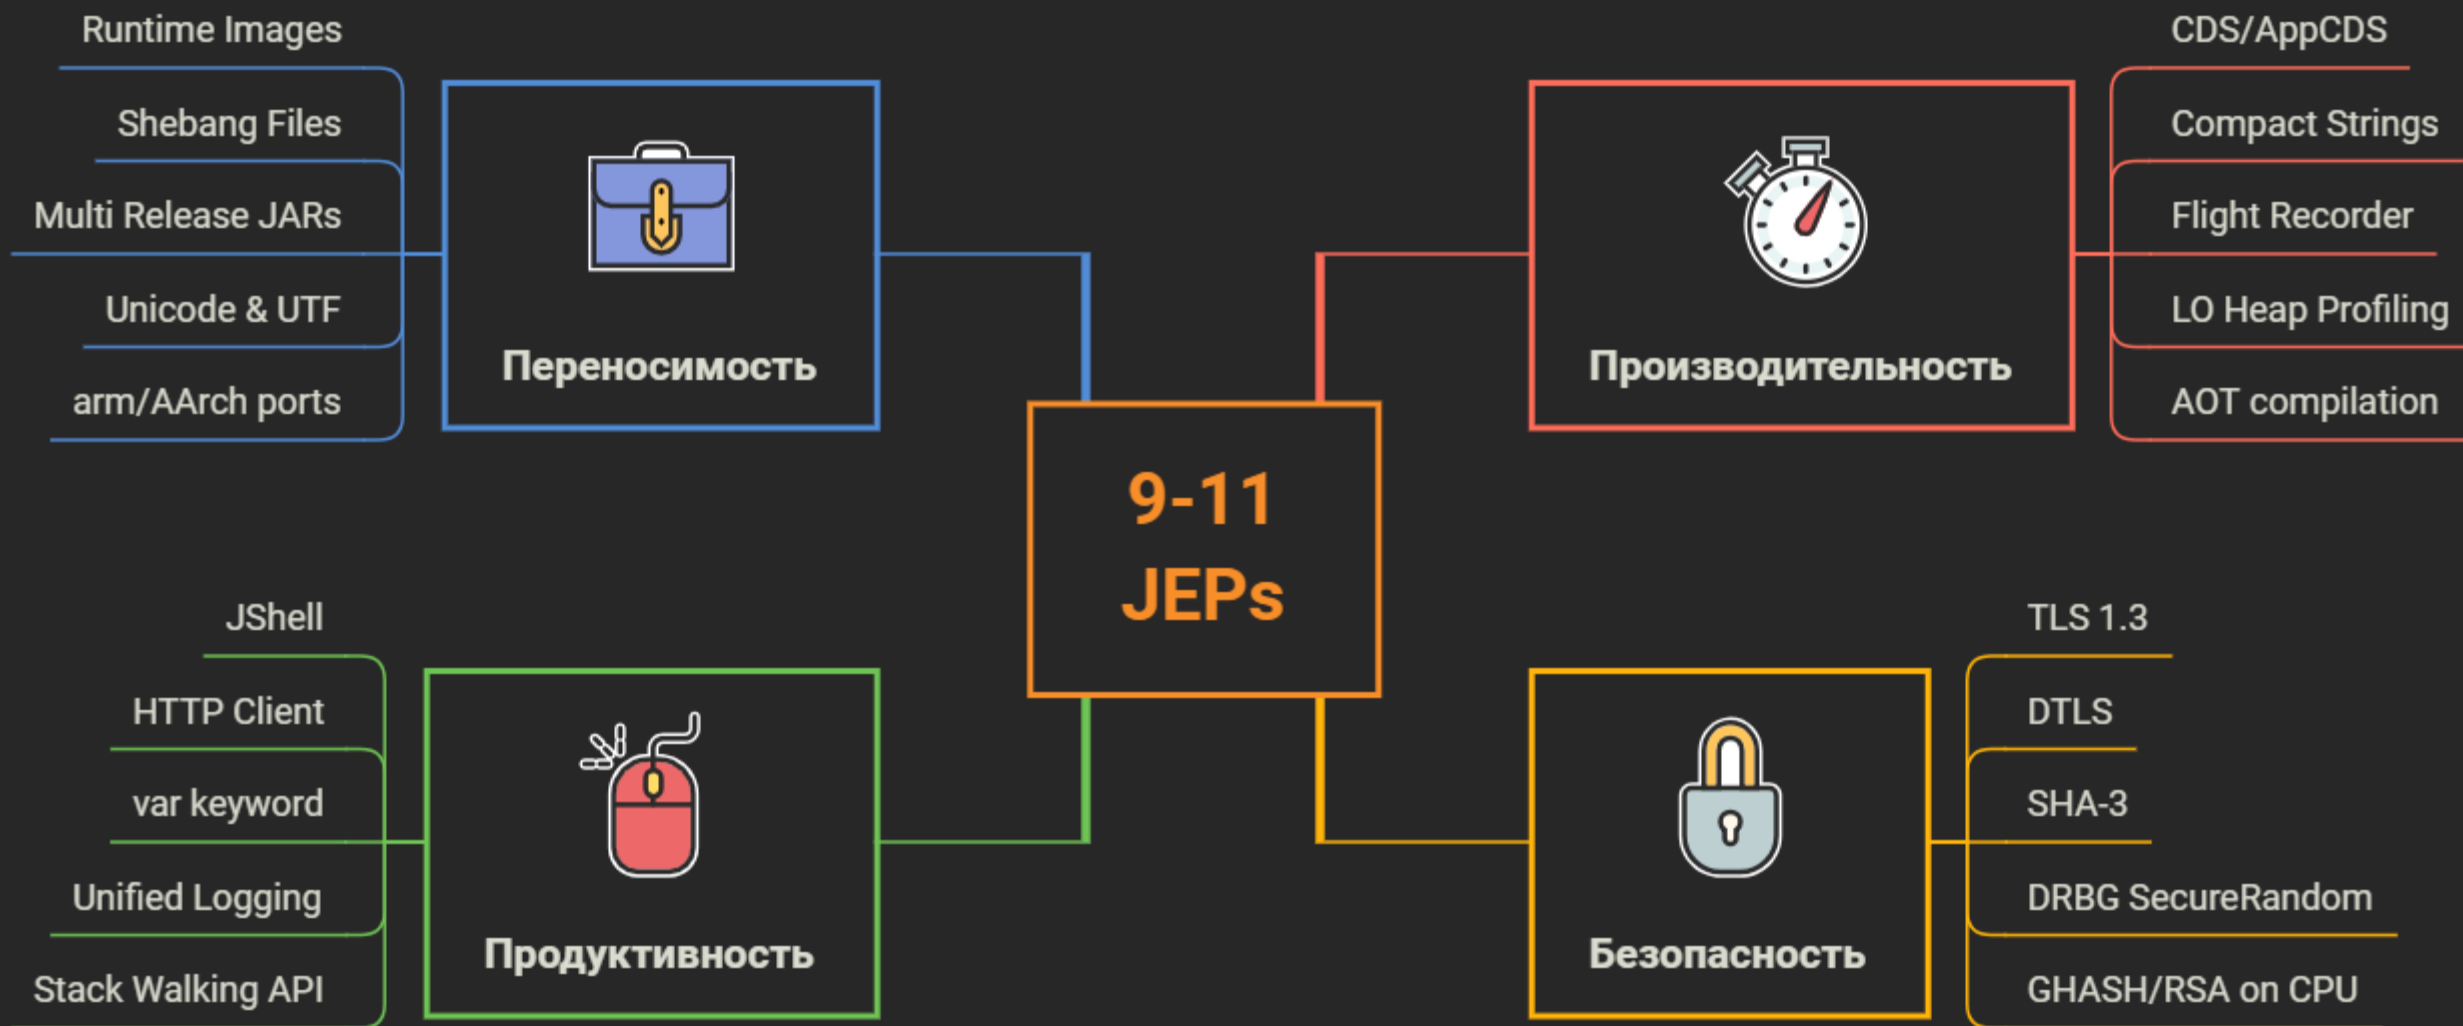 Runtime Images
Shebang Files
Multi Release JARs
Unicode & UTF
arm/AArch ports
Переносимость
CDS/AppCDS
Compact Strings
Flight Recorder
LO Heap Profiling
AOT compilation
Производительность
9-11
JEPs
JShell
HTTP Client
var keyword
Unified Logging
Stack Walking API
Продуктивность
TLS 1.3
DTLS
SHA-3
DRBG SecureRandom
GHASH/RSA on CPU
Безопасность